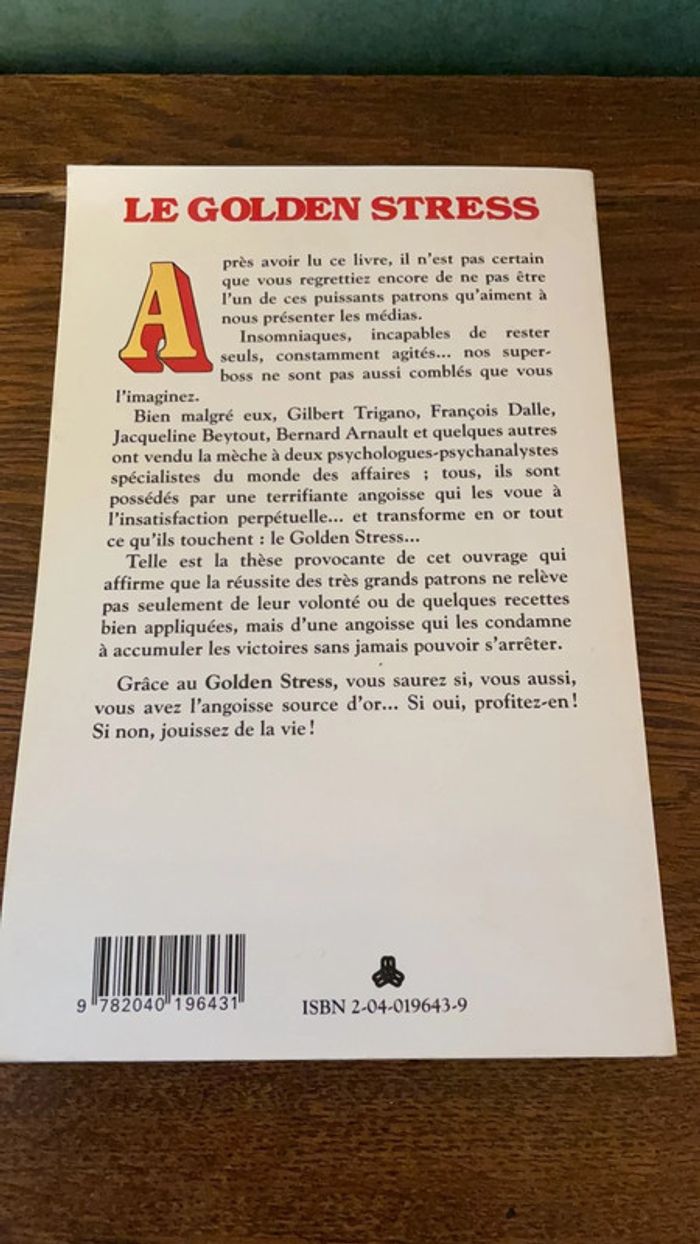 LE GOLDEN STRESS
Après avoir lu ce livre, il n'est pas certain
que vous regrettiez encore de ne pas être
l'un de ces puissants patrons qu'aiment à
nous présenter les médias.
Insomniaques, incapables de rester
seuls, constamment agités... nos super-
boss ne sont pas aussi comblés que vous
l'imaginez.
Bien malgré eux, Gilbert Trigano, François Dalle,
Jacqueline Beytout, Bernard Arnault et quelques autres
ont vendu la mèche à deux psychologues-psychanalystes
spécialistes du monde des affaires ; tous, ils sont
possédés par une terrifiante angoisse qui les voue à
l'insatisfaction perpétuelle... et transforme en or tout
ce qu'ils touchent : le Golden Stress...
Telle est la thèse provocante de cet ouvrage qui
affirme que la réussite des très grands patrons ne relève
pas seulement de leur volonté ou de quelques recettes
bien appliquées, mais d'une angoisse qui les condamne
à accumuler les victoires sans jamais pouvoir s'arrêter.
Grâce au Golden Stress, vous saurez si, vous aussi,
vous avez l'angoisse source d'or... Si oui, profitez-en !
Si non, jouissez de la vie !
9 782040 196431
ISBN 2-04-019643-9